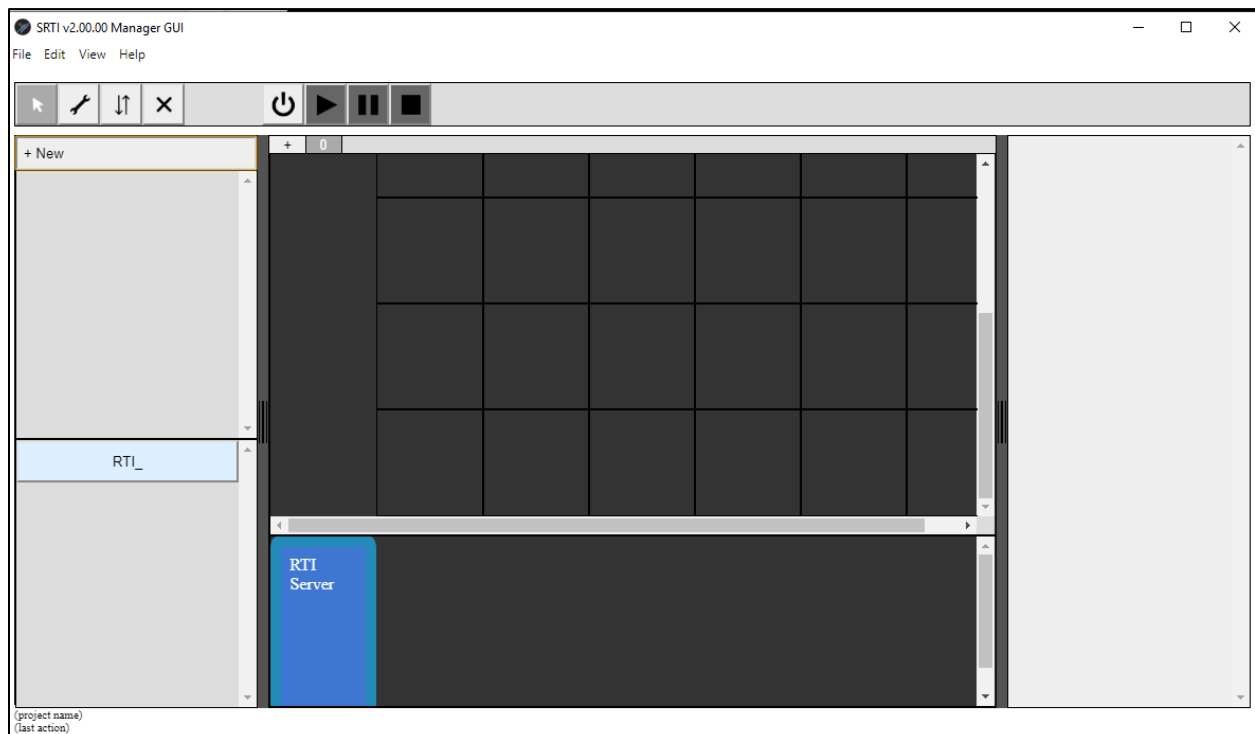 SRTI v2.00.00 Manager GUI
File Edit View Help
+ New
+ 0
RTI_
RTI
Server
(project name)
(last action)